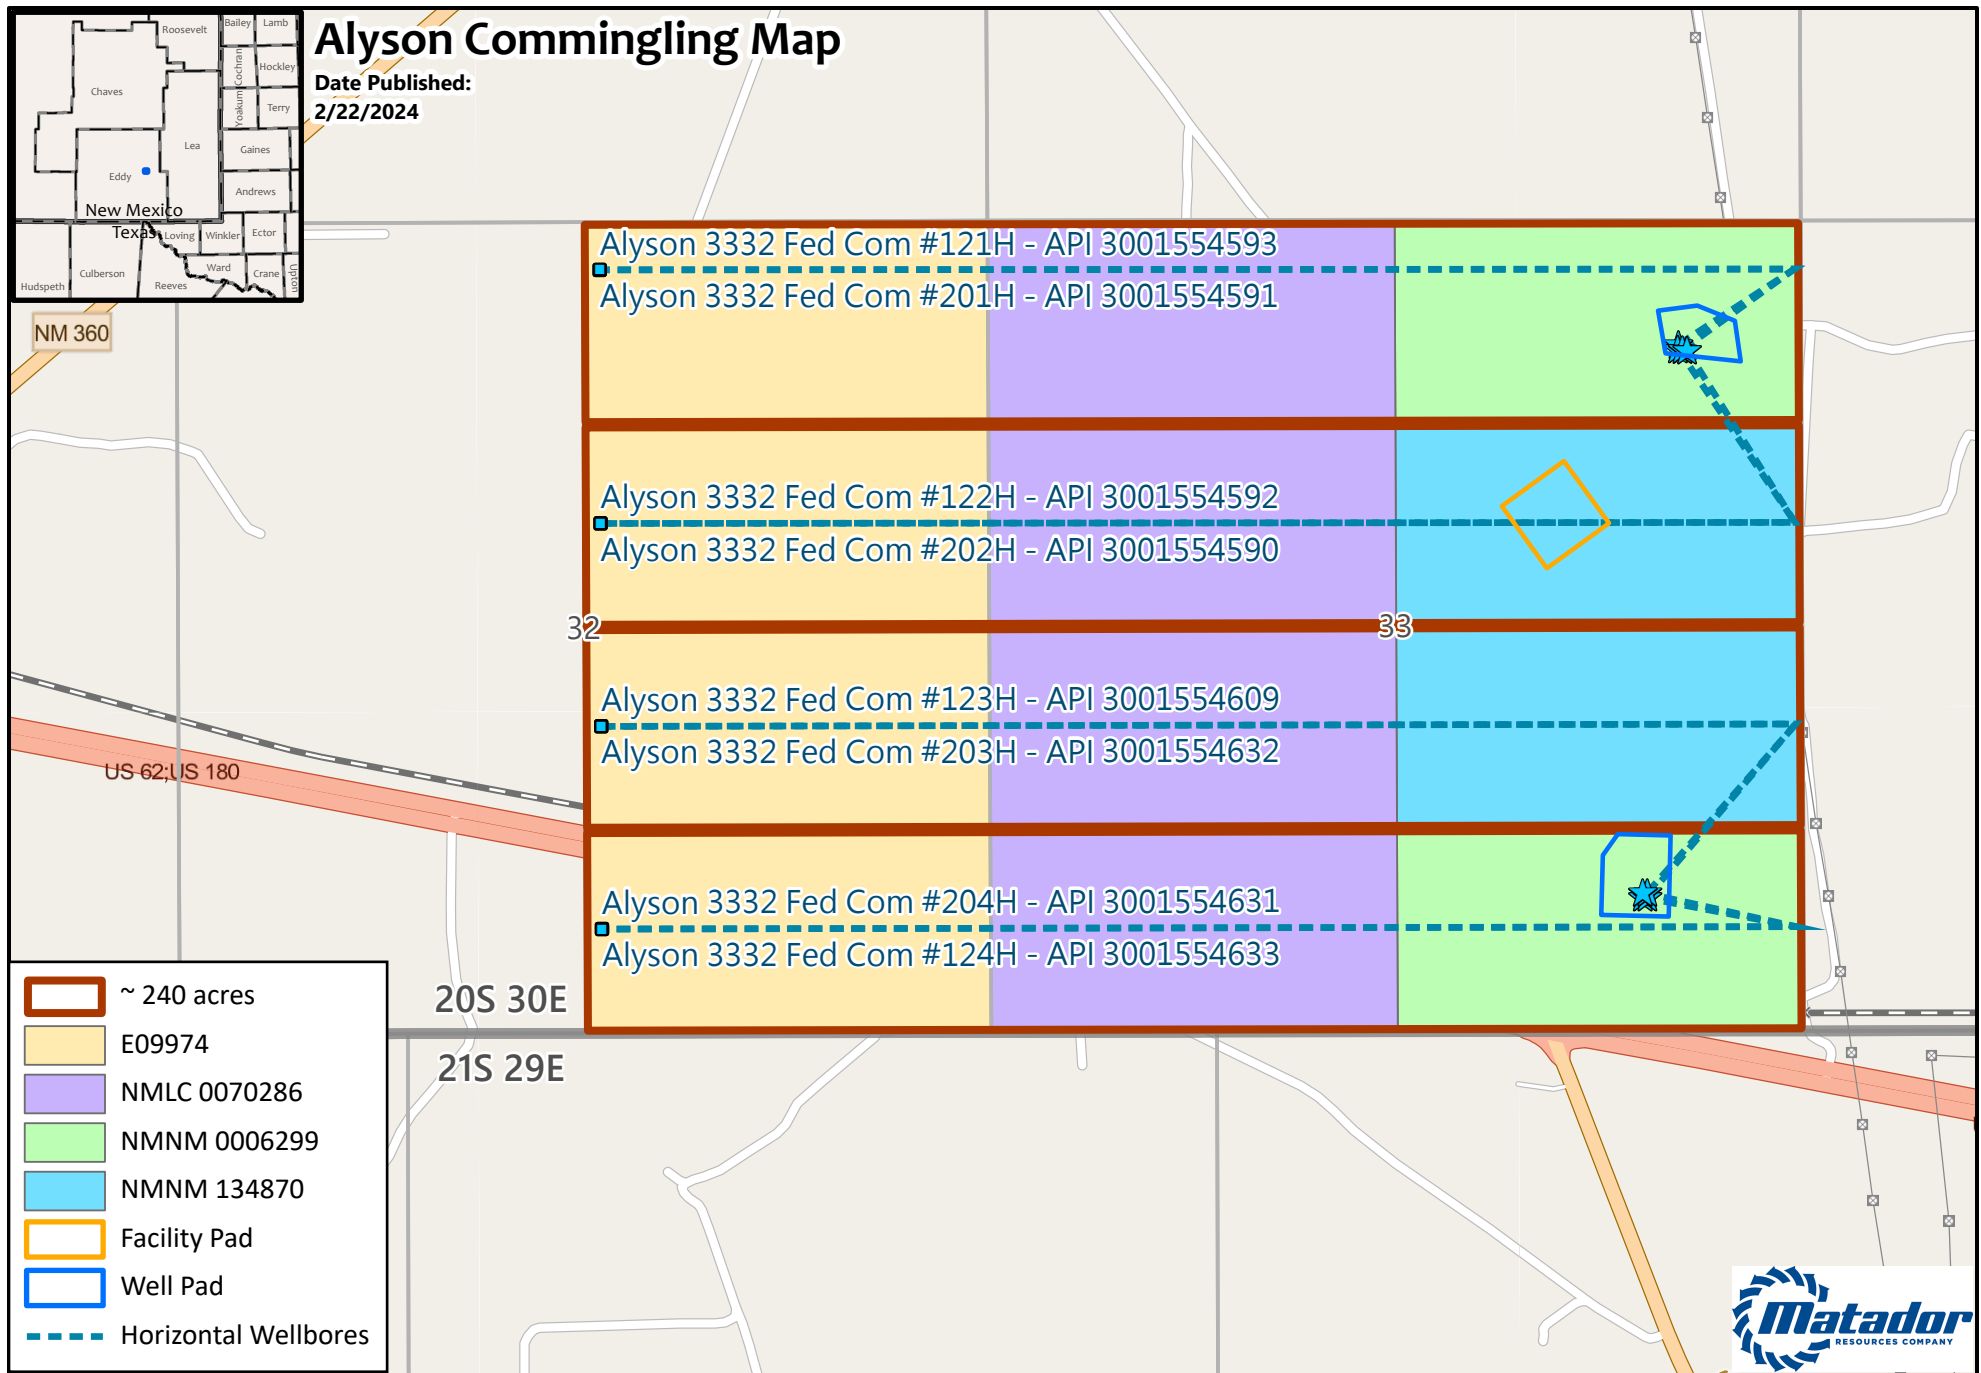 Alyson Commingling Map
Date Published:
2/22/2024
Roosevelt
Bailey
Lamb
Chaves
Cochran
Hockley
Yoakum
Terry
Lea
Gaines
Eddy
Andrews
New Mexico
Texas
Loving
Winkler
Ector
Hudspeth
Culberson
Reeves
Ward
Crane
Upton
NM 360
Alyson 3332 Fed Com #121H - API 3001554593
Alyson 3332 Fed Com #201H - API 3001554591
Alyson 3332 Fed Com #122H - API 3001554592
Alyson 3332 Fed Com #202H - API 3001554590
32
33
Alyson 3332 Fed Com #123H - API 3001554609
Alyson 3332 Fed Com #203H - API 3001554632
US 62;US 180
Alyson 3332 Fed Com #204H - API 3001554631
Alyson 3332 Fed Com #124H - API 3001554633
20S 30E
21S 29E
~ 240 acres
E09974
NMLC 0070286
NMNM 0006299
NMNM 134870
Facility Pad
Well Pad
Horizontal Wellbores
Matador
RESOURCES COMPANY